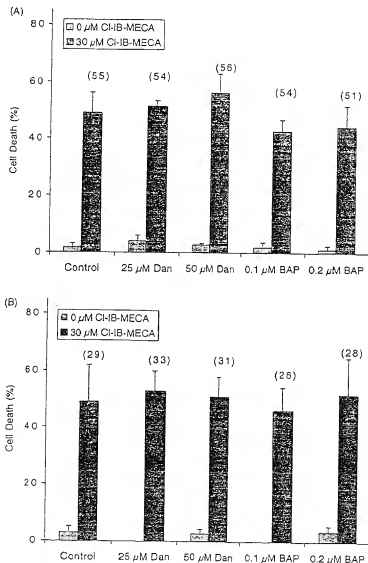 (A)
80
60
40
20
0
Cell Death (%)
0 μM Cl-IB-MECA
30 μM Cl-IB-MECA
(55)
(54)
(56)
(54)
(51)
Control
25 μM Dan
50 μM Dan
0.1 μM BAP
0.2 μM BAP
(B)
80
60
40
20
0
Cell Death (%)
0 μM Cl-IB-MECA
30 μM Cl-IB-MECA
(29)
(33)
(31)
(26)
(28)
Control
25 μM Dan
50 μM Dan
0.1 μM BAP
0.2 μM BAP